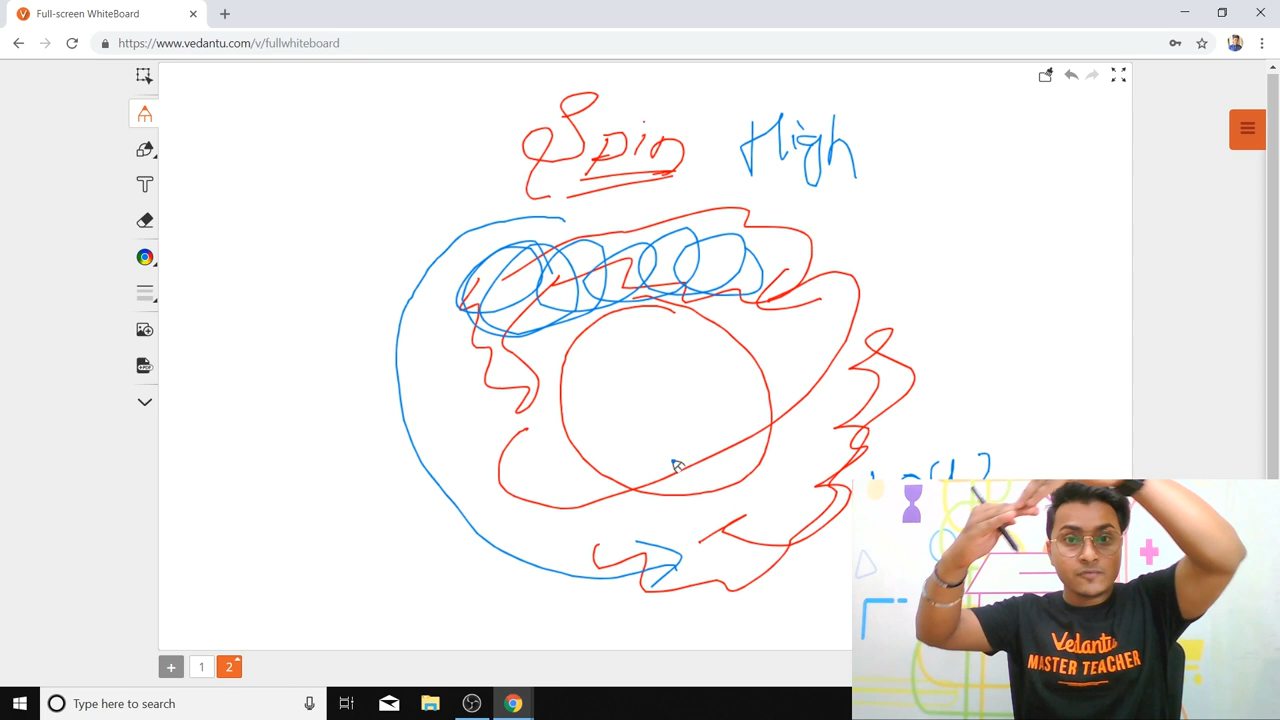 Full-screen WhiteBoard
https://www.vedantu.com/v/fullwhiteboard
Spin High
Vedantu
MASTER TEACHER
1 2
Type here to search